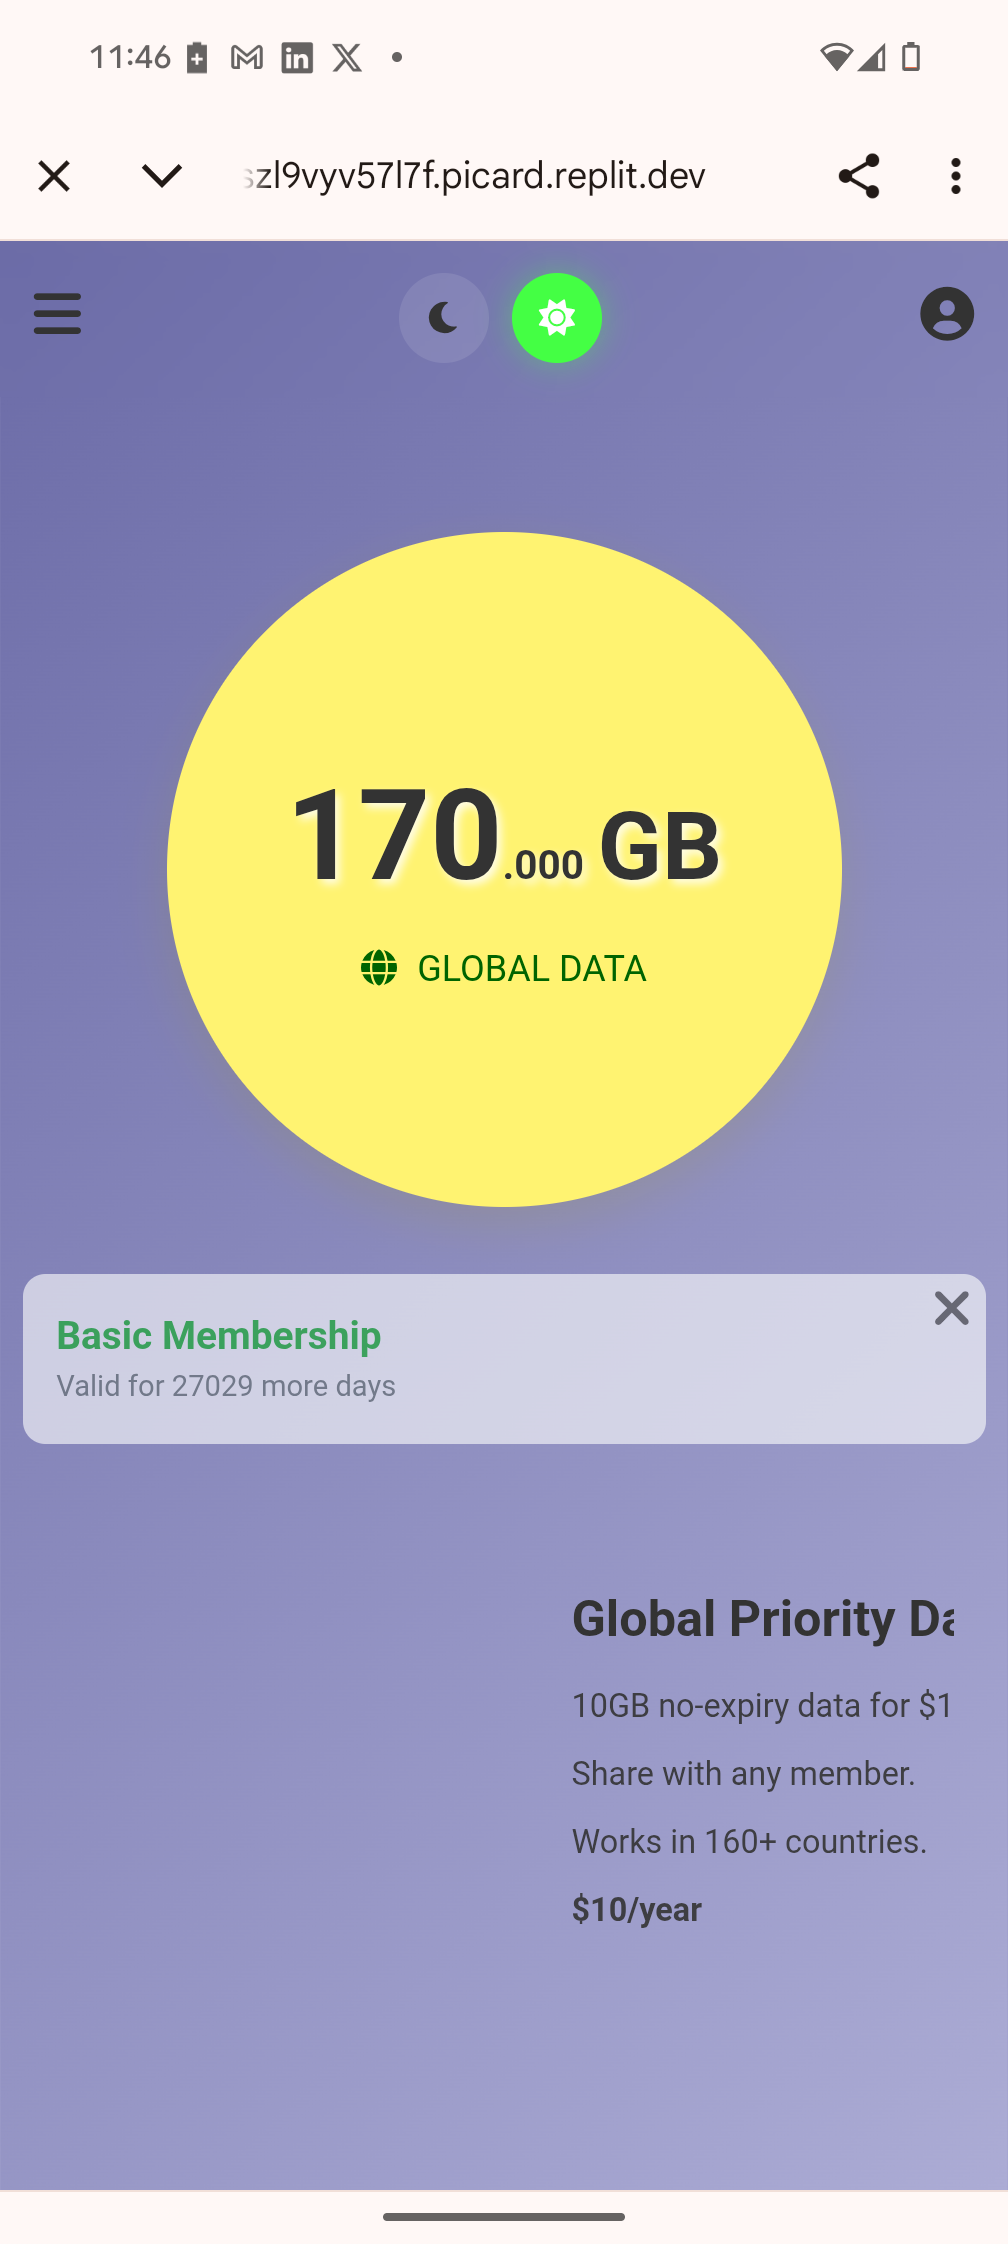 11:46
szl9vyv57l7f.picard.replit.dev
170.000 GB
GLOBAL DATA
Basic Membership
Valid for 27029 more days
Global Priority Da
10GB no-expiry data for $1
Share with any member.
Works in 160+ countries.
$10/year